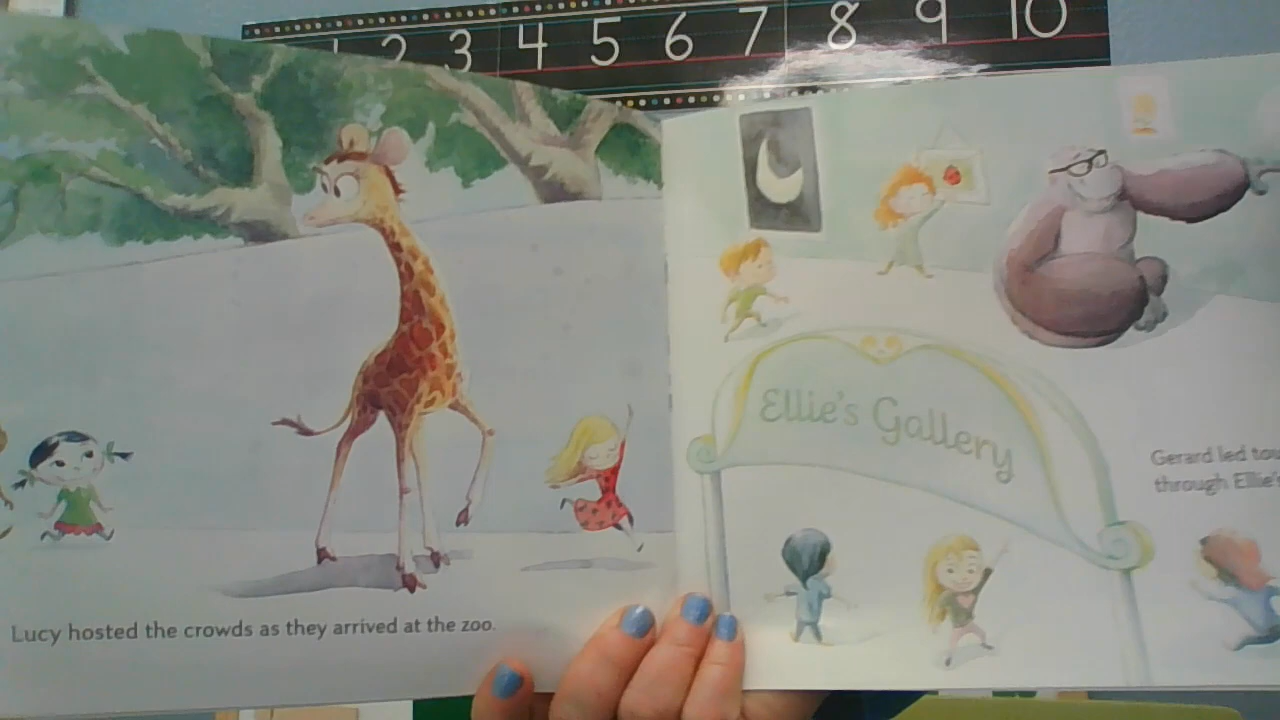 1 2 3 4 5 6 7 8 9 10
Lucy hosted the crowds as they arrived at the zoo.
Ellie's Gallery
Gerard led
through Ellie's